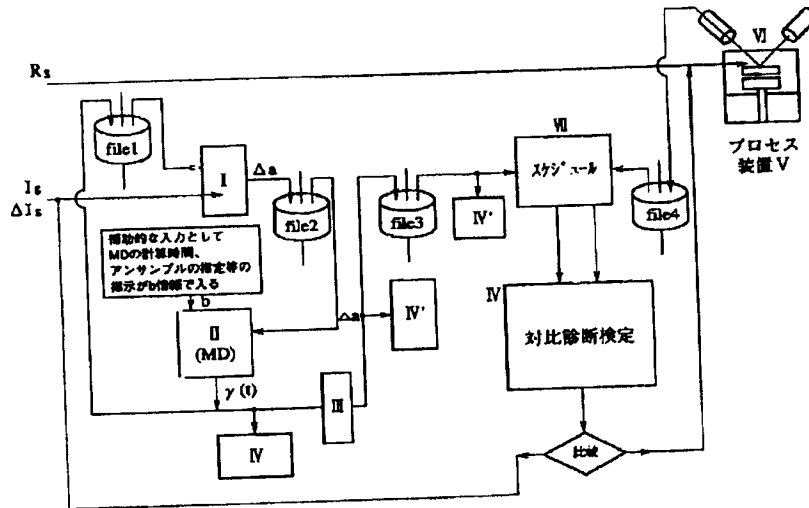 Rs
Ⅵ
プロセス
装置Ⅴ
file1
Ⅰ
Δa
file2
file3
Ⅳ'
Ⅶ
スケジュール
file4
Is
ΔIs
補助的な入力として
MDの計算時間、
アンサンブルの指定等の
指示がb情報で入る
b
Ⅱ
(MD)
Δa
Ⅳ'
Ⅳ
対比診断検定
γ(t)
Ⅲ
Ⅳ
比較